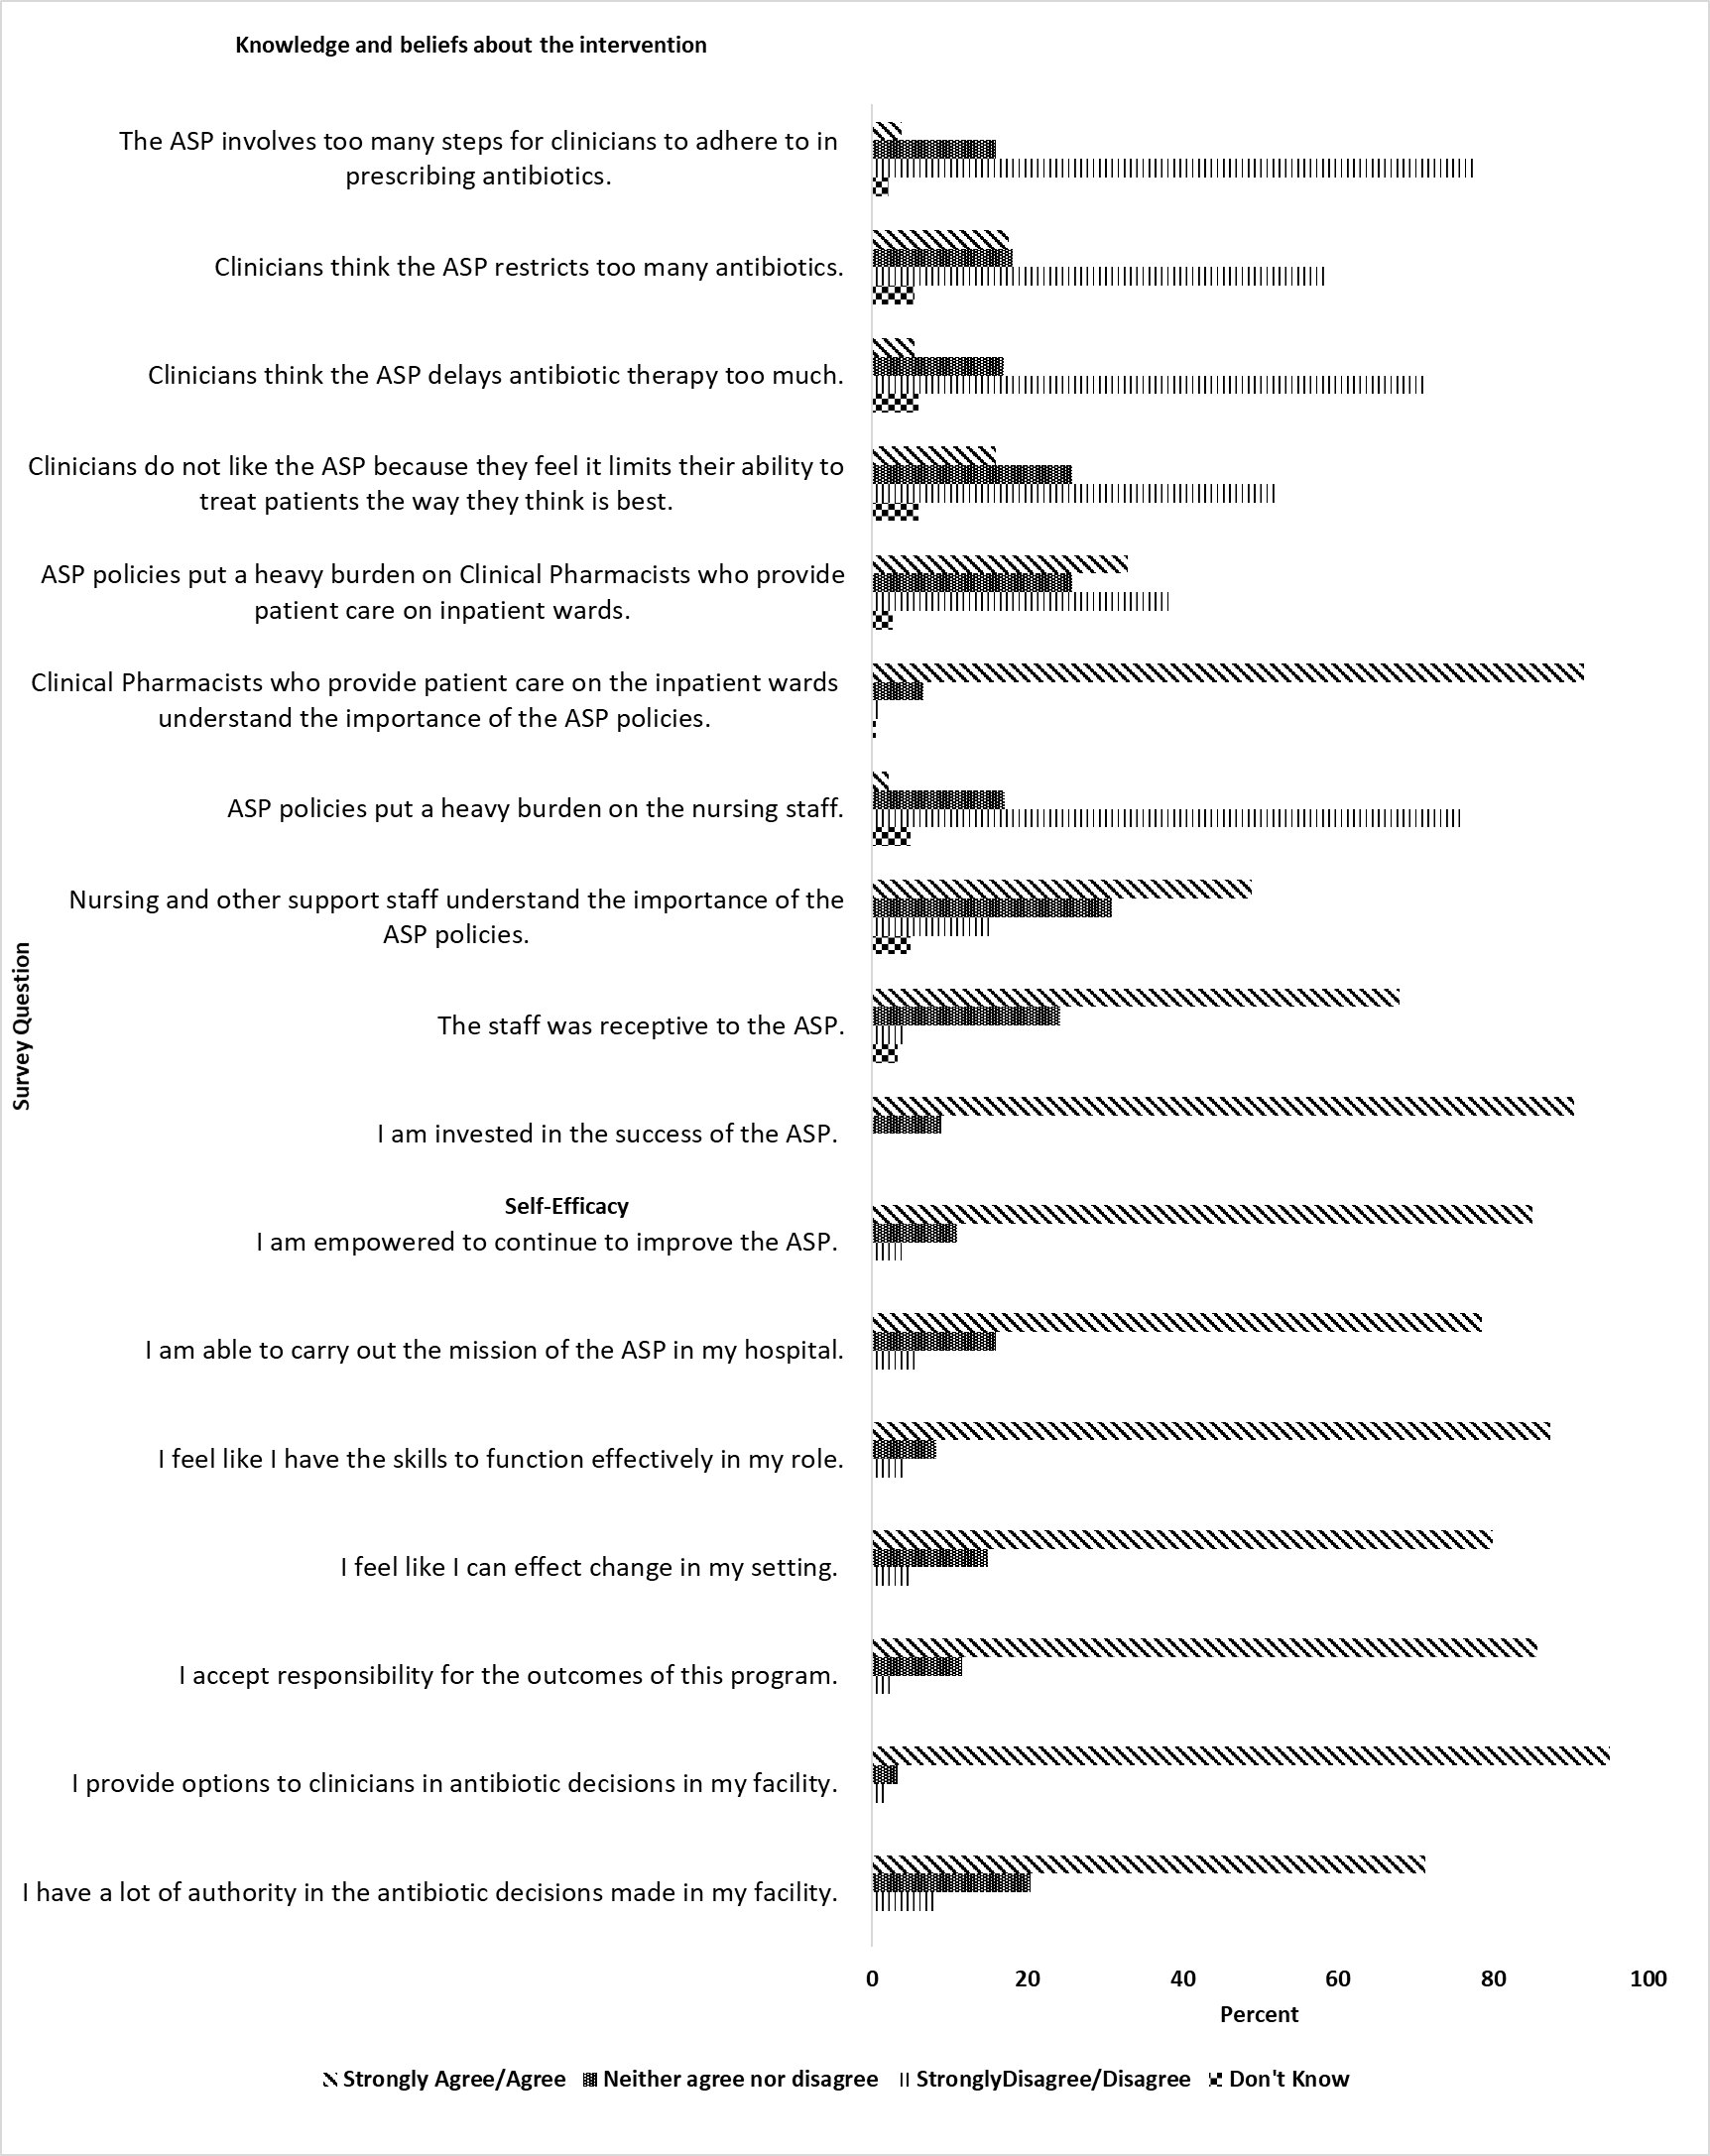 Knowledge and beliefs about the intervention
The ASP involves too many steps for clinicians to adhere to in
prescribing antibiotics.
Clinicians think the ASP restricts too many antibiotics.
Clinicians think the ASP delays antibiotic therapy too much.
Clinicians do not like the ASP because they feel it limits their ability to
treat patients the way they think is best.
ASP policies put a heavy burden on Clinical Pharmacists who provide
patient care on inpatient wards.
Clinical Pharmacists who provide patient care on the inpatient wards
understand the importance of the ASP policies.
ASP policies put a heavy burden on the nursing staff.
Nursing and other support staff understand the importance of the
ASP policies.
The staff was receptive to the ASP.
I am invested in the success of the ASP.
Self-Efficacy
I am empowered to continue to improve the ASP.
I am able to carry out the mission of the ASP in my hospital.
I feel like I have the skills to function effectively in my role.
I feel like I can effect change in my setting.
I accept responsibility for the outcomes of this program.
I provide options to clinicians in antibiotic decisions in my facility.
I have a lot of authority in the antibiotic decisions made in my facility.
Survey Question
0 20 40 60 80 100
Percent
Strongly Agree/Agree Neither agree nor disagree StronglyDisagree/Disagree Don't Know